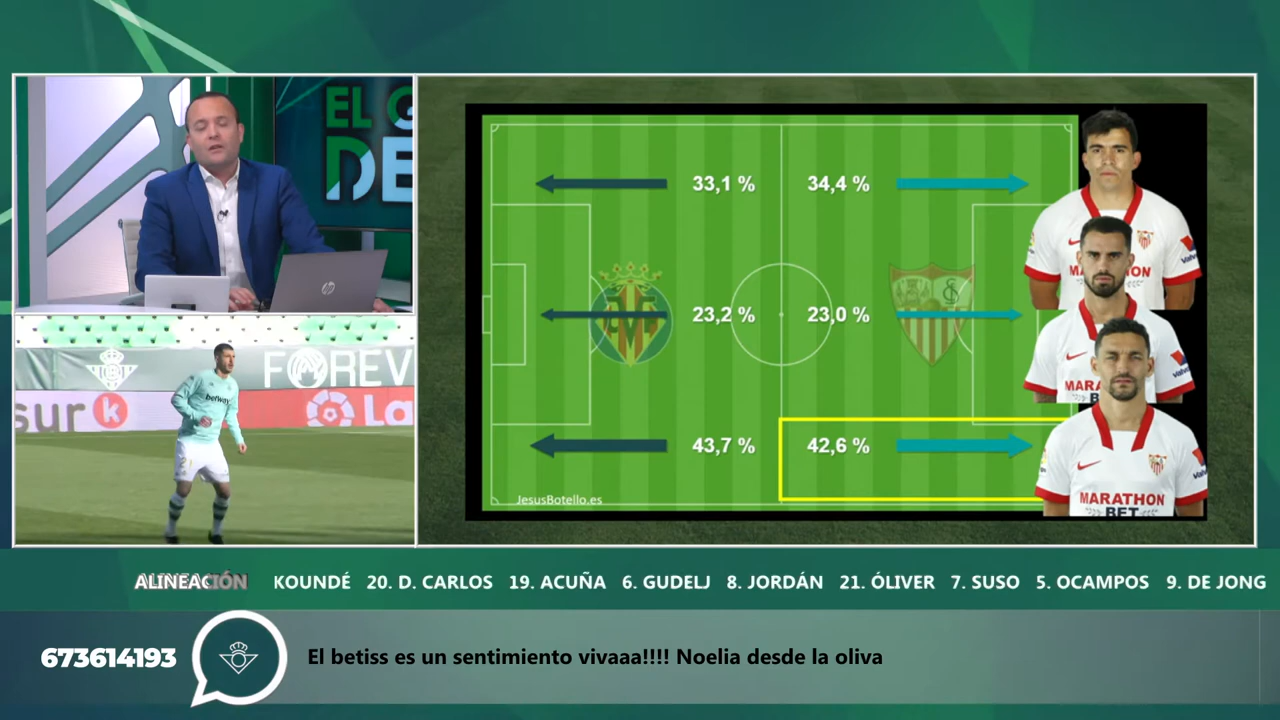 EL G
DE
hp
betway
FOREV
sur k
La
33,1 % 34,4 %
23,2 % 23,0 %
43,7 % 42,6 %
JesusBotello.es
MARATHON
BET
ALINEACIÓN KOUNDÉ 20. D. CARLOS 19. ACUÑA 6. GUDELJ 8. JORDÁN 21. ÓLIVER 7. SUSO 5. OCAMPOS 9. DE JONG
673614193 El betiss es un sentimiento vivaaa!!!! Noelia desde la oliva